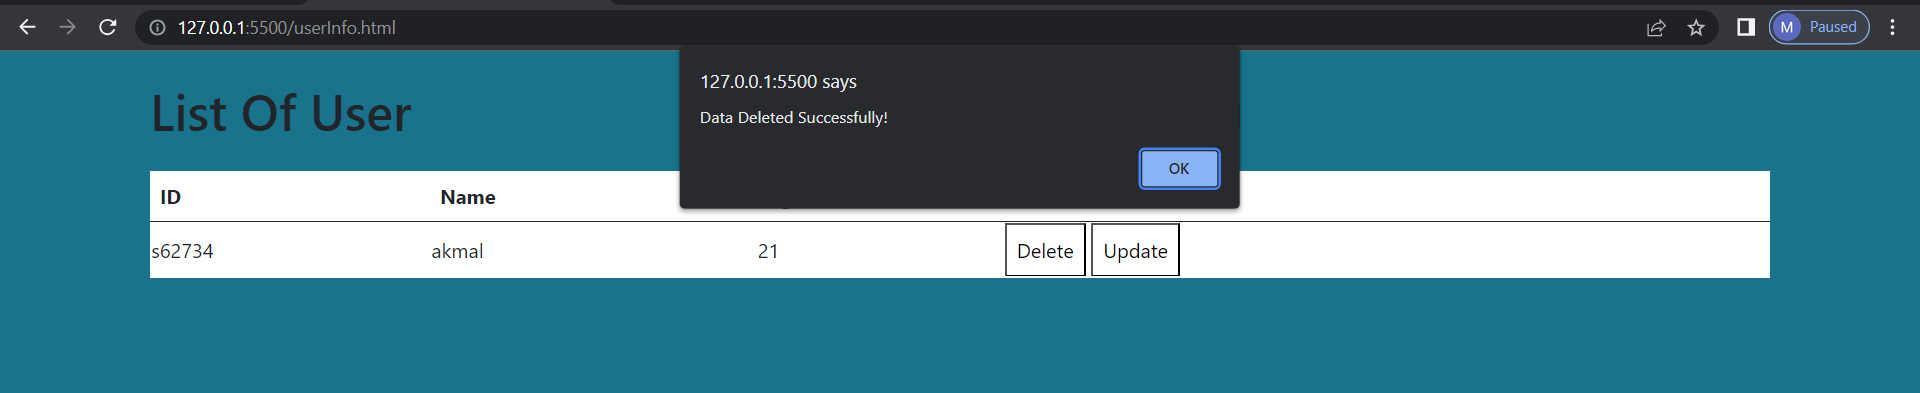 127.0.0.1:5500/userInfo.html
M Paused
127.0.0.1:5500 says
Data Deleted Successfully!
OK
List Of User
ID Name
s62734 akmal 21 Delete Update